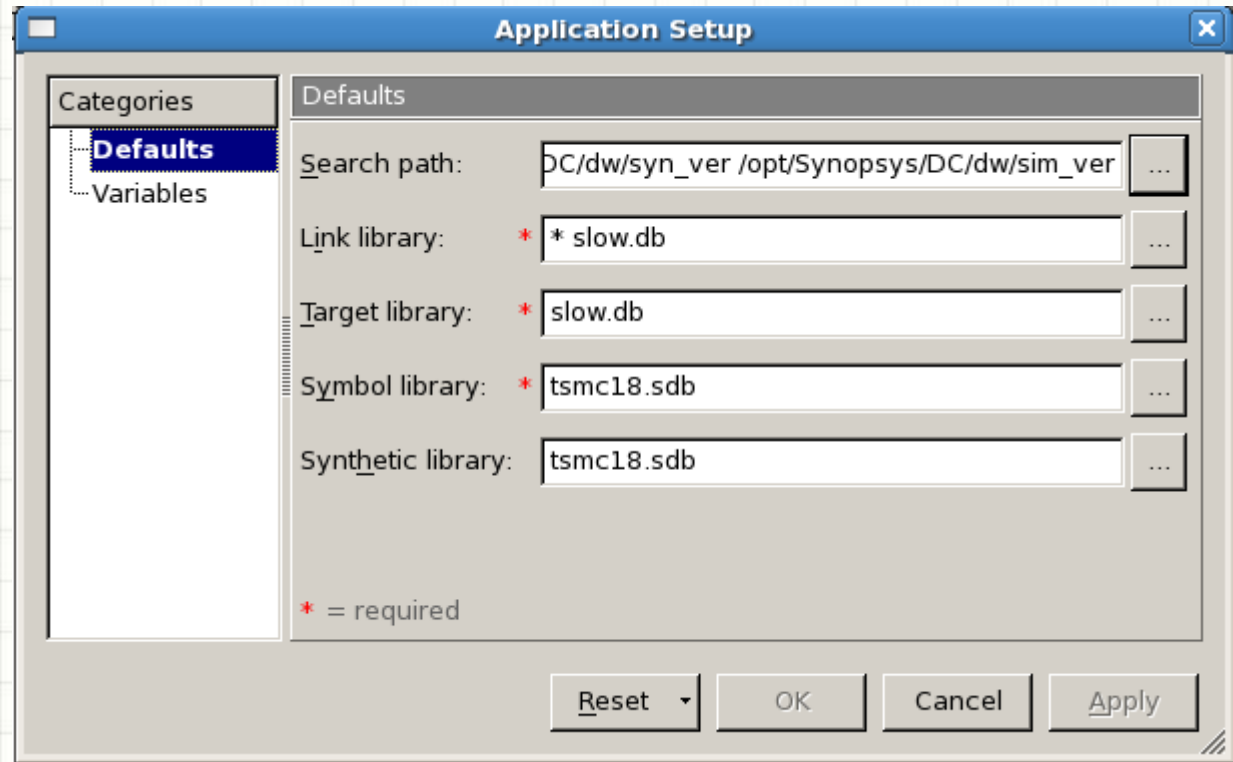 Application Setup
Categories
Defaults
Variables
Defaults
Search path: DC/dw/syn_ver /opt/Synopsys/DC/dw/sim_ver ...
Link library: * * slow.db ...
Target library: * slow.db ...
Symbol library: * tsmc18.sdb ...
Synthetic library: tsmc18.sdb ...
* = required
Reset OK Cancel Apply